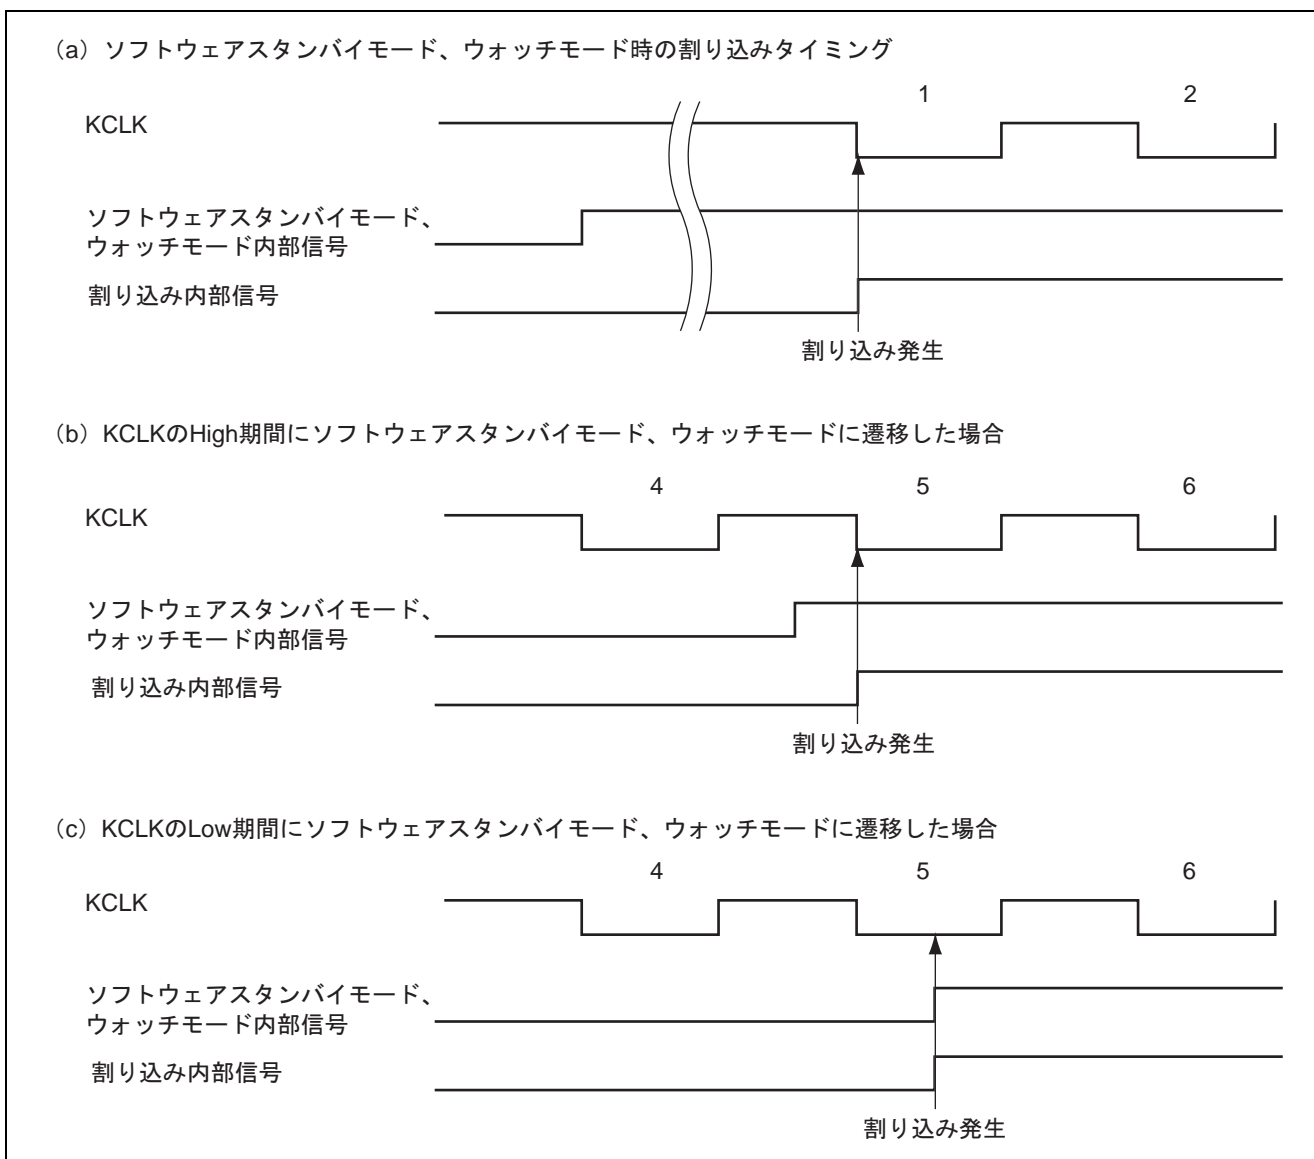 (a) ソフトウェアスタンバイモード、ウォッチモード時の割り込みタイミング
1 2
KCLK
ソフトウェアスタンバイモード、
ウォッチモード内部信号
割り込み内部信号
割り込み発生
(b) KCLKのHigh期間にソフトウェアスタンバイモード、ウォッチモードに遷移した場合
4 5 6
KCLK
ソフトウェアスタンバイモード、
ウォッチモード内部信号
割り込み内部信号
割り込み発生
(c) KCLKのLow期間にソフトウェアスタンバイモード、ウォッチモードに遷移した場合
4 5 6
KCLK
ソフトウェアスタンバイモード、
ウォッチモード内部信号
割り込み内部信号
割り込み発生